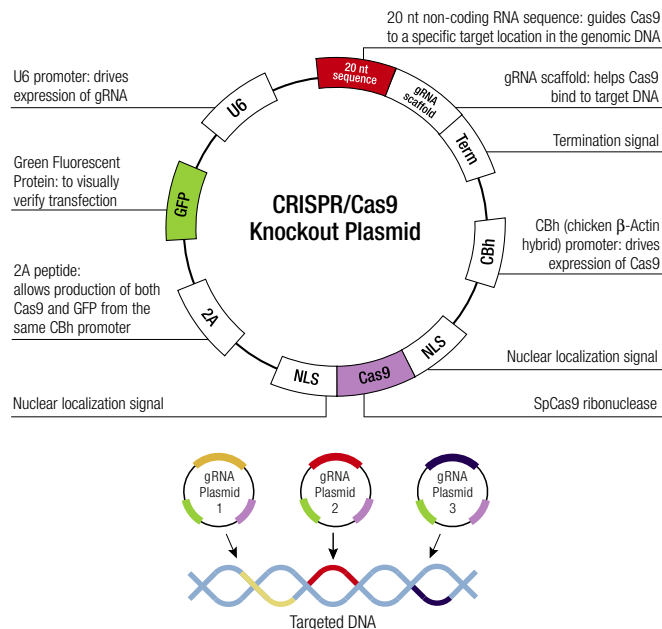 20 nt non-coding RNA sequence: guides Cas9
to a specific target location in the genomic DNA
U6 promoter: drives
expression of gRNA
20 nt
sequence
gRNA
scaffold
Term
U6
gRNA scaffold: helps Cas9
bind to target DNA
Termination signal
Green Fluorescent
Protein: to visually
verify transfection
GFP
CRISPR/Cas9
Knockout Plasmid
CBh
CBh (chicken β-Actin
hybrid) promoter: drives
expression of Cas9
2A peptide:
allows production of both
Cas9 and GFP from the
same CBh promoter
2A
NLS
Cas9
NLS
Nuclear localization signal
Nuclear localization signal
SpCas9 ribonuclease
gRNA
Plasmid
1
gRNA
Plasmid
2
gRNA
Plasmid
3
Targeted DNA